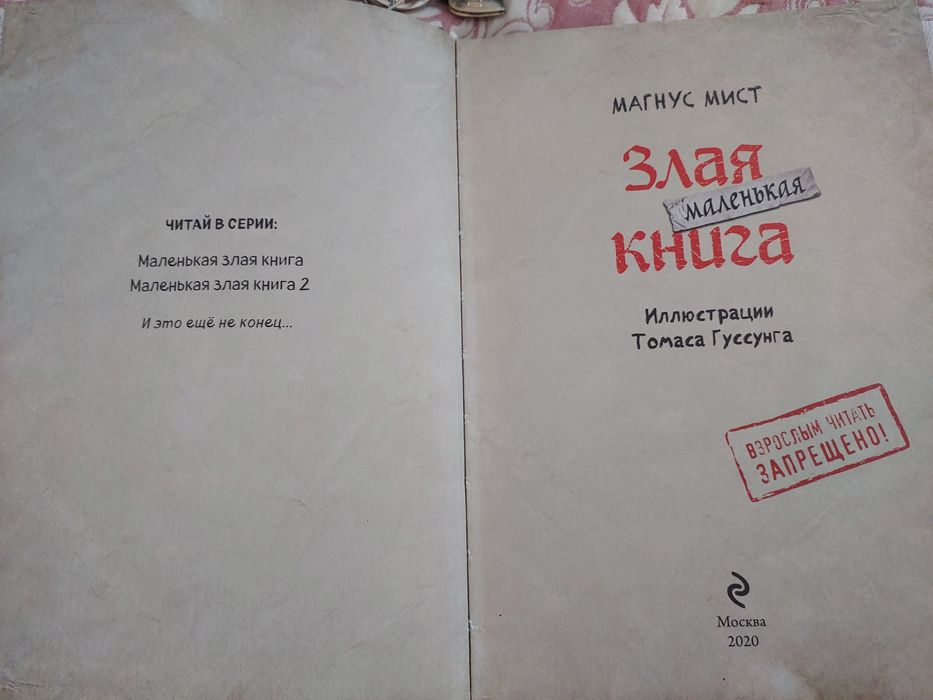 ЧИТАЙ В СЕРИИ:
Маленькая злая книга
Маленькая злая книга 2
И это ещё не конец...
МАГНУС МИСТ
Злая
маленькая
книга
Иллюстрации
Томаса Гуссунга
ВЗРОСЛЫМ ЧИТАТЬ
ЗАПРЕЩЕНО!
Москва
2020